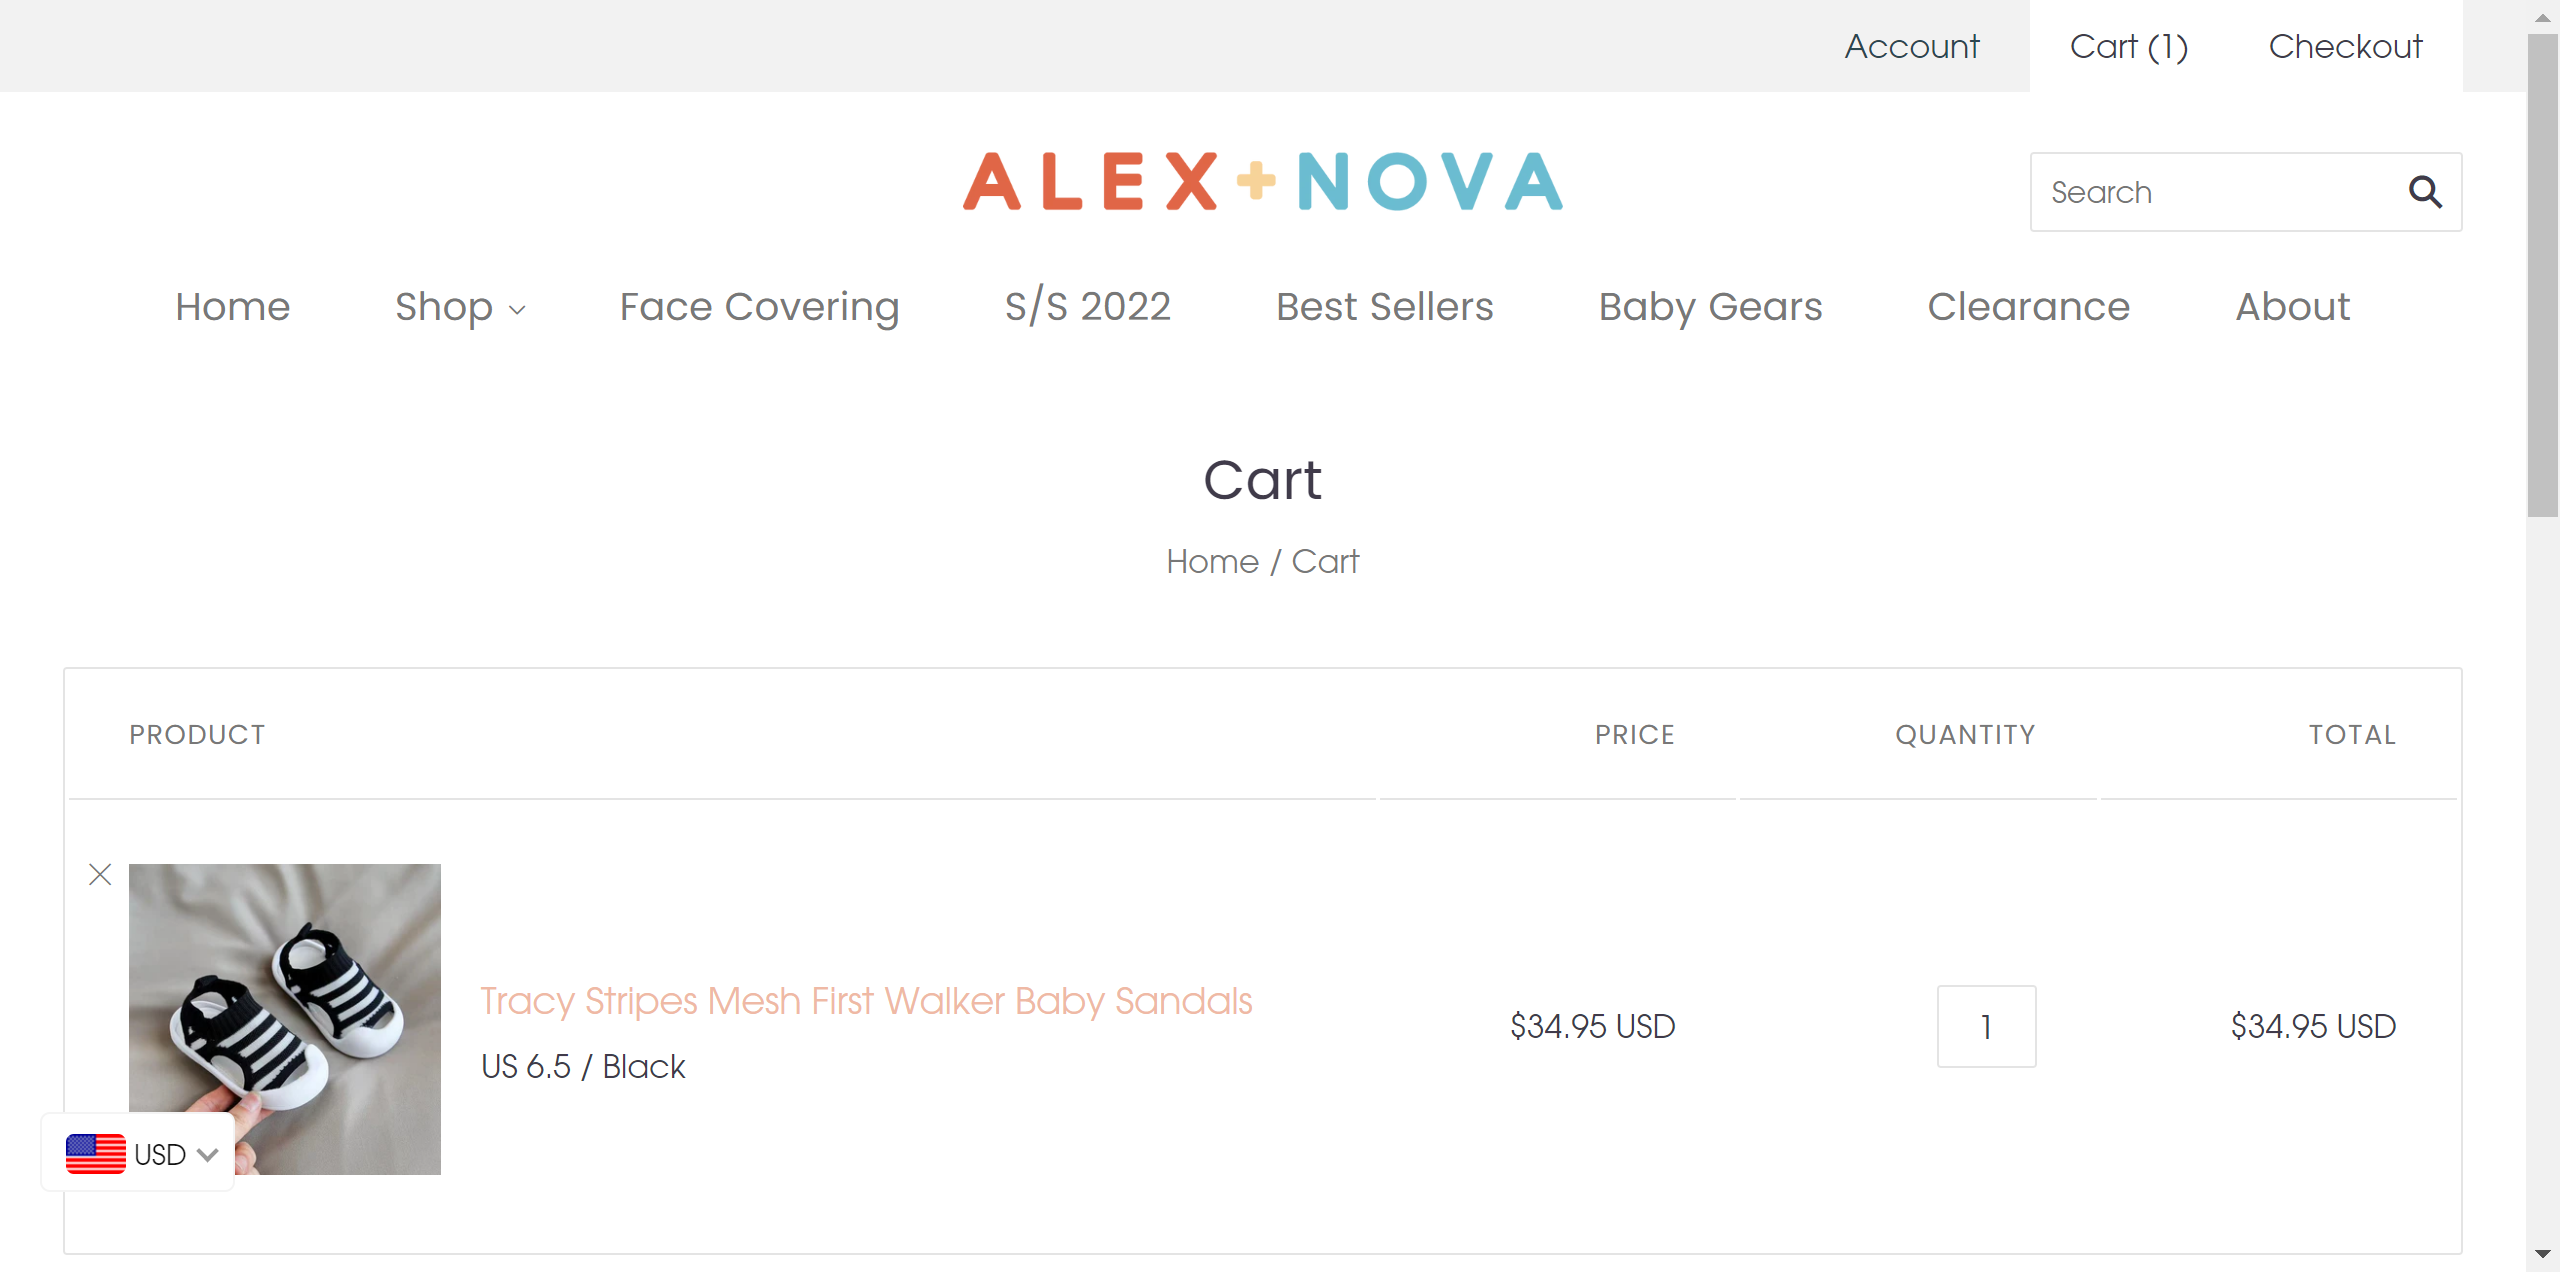 Account Cart (1) Checkout
ALEX+NOVA
Search
Home Shop Face Covering S/S 2022 Best Sellers Baby Gears Clearance About
Cart
Home / Cart
PRODUCT PRICE QUANTITY TOTAL
Tracy Stripes Mesh First Walker Baby Sandals
US 6.5 / Black
$34.95 USD 1 $34.95 USD
USD